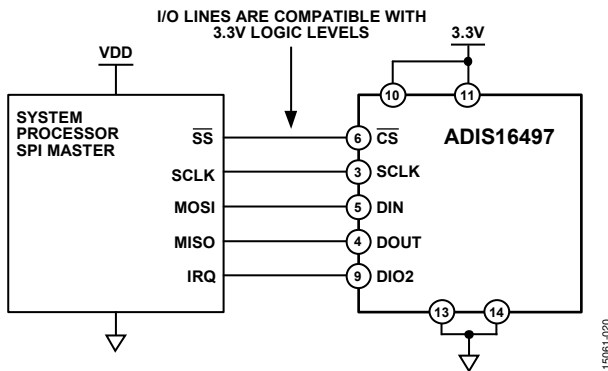 I/O LINES ARE COMPATIBLE WITH
3.3V LOGIC LEVELS
VDD
3.3V
SYSTEM
PROCESSOR
SPI MASTER
10
11
ADIS16497
SS
6
CS
SCLK
3
SCLK
MOSI
5
DIN
MISO
4
DOUT
IRQ
9
DIO2
13
14
15061-020